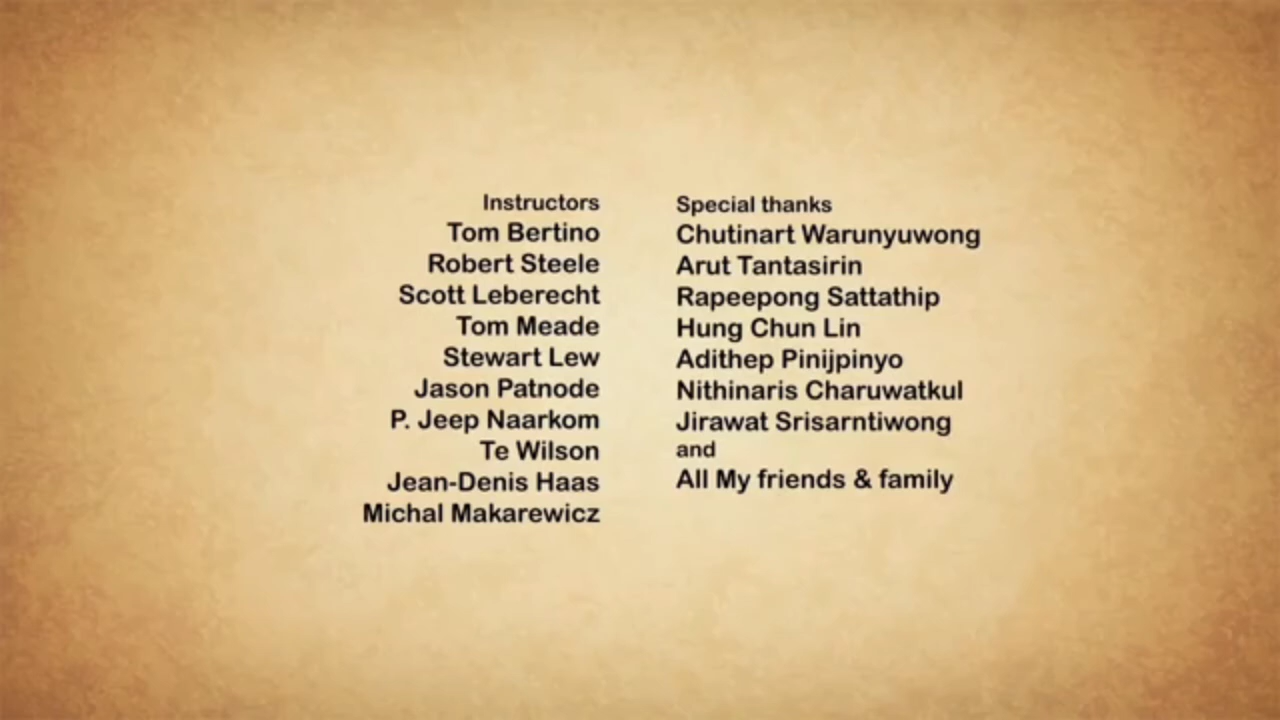 Instructors
Tom Bertino
Robert Steele
Scott Leberecht
Tom Meade
Stewart Lew
Jason Patnode
P. Jeep Naarkom
Te Wilson
Jean-Denis Haas
Michal Makarewicz
Special thanks
Chutinart Warunyuwong
Arut Tantasirin
Rapeepong Sattathip
Hung Chun Lin
Adithep Pinijpinyo
Nithinaris Charuwatkul
Jirawat Srisarntiwong
and
All My friends & family